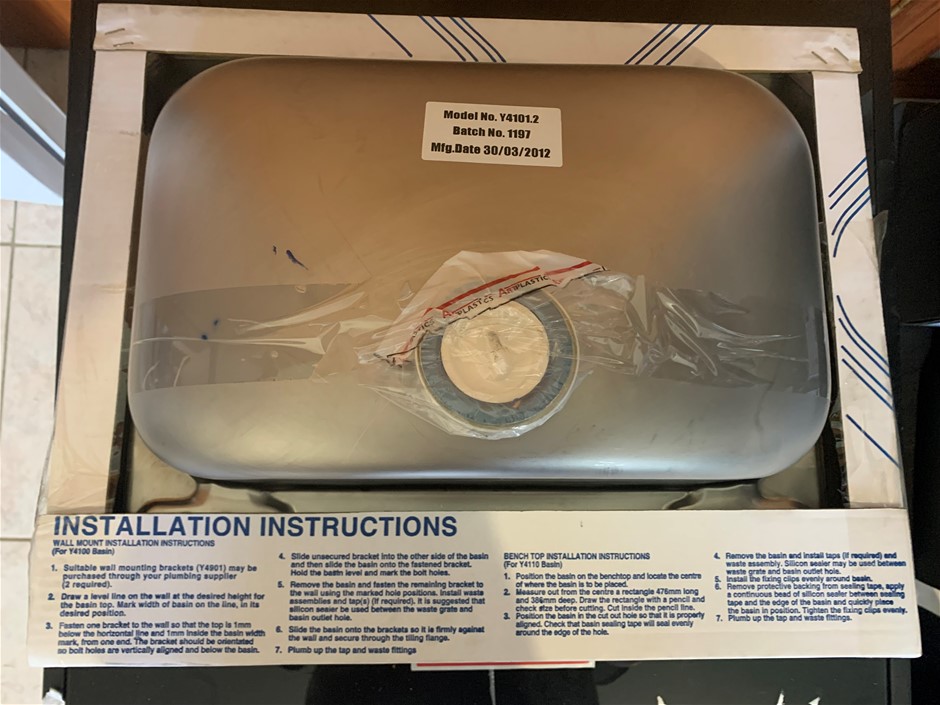 Model No. Y4101.2
Batch No. 1197
Mfg.Date 30/03/2012
PLASTICS
PLASTIC
INSTALLATION INSTRUCTIONS
WALL MOUNT INSTALLATION INSTRUCTIONS
(For Y4100 Basin)
1. Suitable wall mounting brackets (Y4901) may be
purchased through your plumbing supplier
(2 required).
2. Draw a level line on the wall at the desired height for
the basin top. Mark width of basin on the line, in its
desired position.
3. Fasten one bracket to the wall so that the top is 1mm
below the horizontal line and 1mm inside the basin width
mark, from one end. The bracket should be orientated
so bolt holes are vertically aligned and below the basin.
4. Slide unsecured bracket into the other side of the basin
and then slide the basin onto the fastened bracket.
Hold the basin level and mark the bolt holes.
5. Remove the basin and fasten the remaining bracket to
the wall using the marked hole positions. Install waste
assemblies and tap(s) (if required). It is suggested that
silicon sealer be used between the waste grate and
basin outlet hole.
6. Slide the basin onto the brackets so it is firmly against
the wall and secure through the tiling flange.
7. Plumb up the tap and waste fittings
BENCH TOP INSTALLATION INSTRUCTIONS
(For Y4110 Basin)
1. Position the basin on the benchtop and locate the centre
of where the basin is to be placed.
2. Measure out from the centre a rectangle 476mm long
and 336mm deep. Draw the rectangle with a pencil and
check size before cutting. Cut inside the pencil line.
3. Position the basin in the cut out hole so that it is properly
aligned. Check that basin sealing tape will seal evenly
around the edge of the hole.
4. Remove the basin and install taps (if required) and
waste assembly. Silicon sealer may be used between
waste grate and basin outlet hole.
5. Install the fixing clips evenly around basin.
6. Remove protective backing from sealing tape, apply
a continuous bead of silicon sealer between sealing
tape and the edge of the basin and quickly place
the basin in position. Tighten the fixing clips evenly.
7. Plumb up the tap and waste fittings.